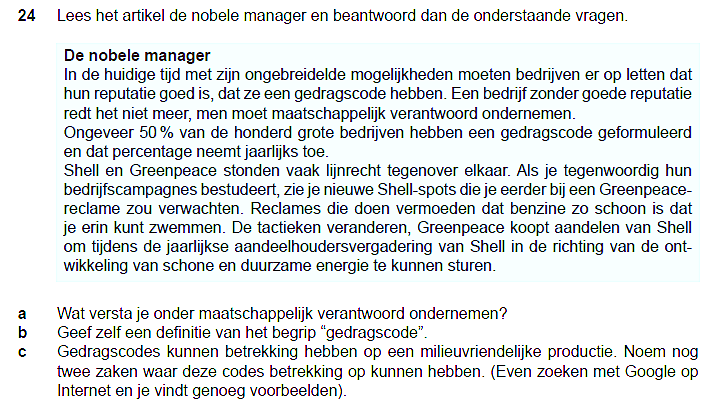 24 Lees het artikel de nobele manager en beantwoord dan de onderstaande vragen.
De nobele manager
In de huidige tijd met zijn ongebreidelde mogelijkheden moeten bedrijven er op letten dat
hun reputatie goed is, dat ze een gedragscode hebben. Een bedrijf zonder goede reputatie
redt het niet meer, men moet maatschappelijk verantwoord ondernemen.
Ongeveer 50 % van de honderd grote bedrijven hebben een gedragscode geformuleerd
en dat percentage neemt jaarlijks toe.
Shell en Greenpeace stonden vaak lijnrecht tegenover elkaar. Als je tegenwoordig hun
bedrijfscampagnes bestudeert, zie je nieuwe Shell-spots die je eerder bij een Greenpeace-
reclame zou verwachten. Reclames die doen vermoeden dat benzine zo schoon is dat
je erin kunt zwemmen. De tactieken veranderen, Greenpeace koopt aandelen van Shell
om tijdens de jaarlijkse aandeelhoudersvergadering van Shell in de richting van de ont-
wikkeling van schone en duurzame energie te kunnen sturen.
a Wat versta je onder maatschappelijk verantwoord ondernemen?
b Geef zelf een definitie van het begrip “gedragscode”.
c Gedragscodes kunnen betrekking hebben op een milieuvriendelijke productie. Noem nog
twee zaken waar deze codes betrekking op kunnen hebben. (Even zoeken met Google op
Internet en je vindt genoeg voorbeelden).